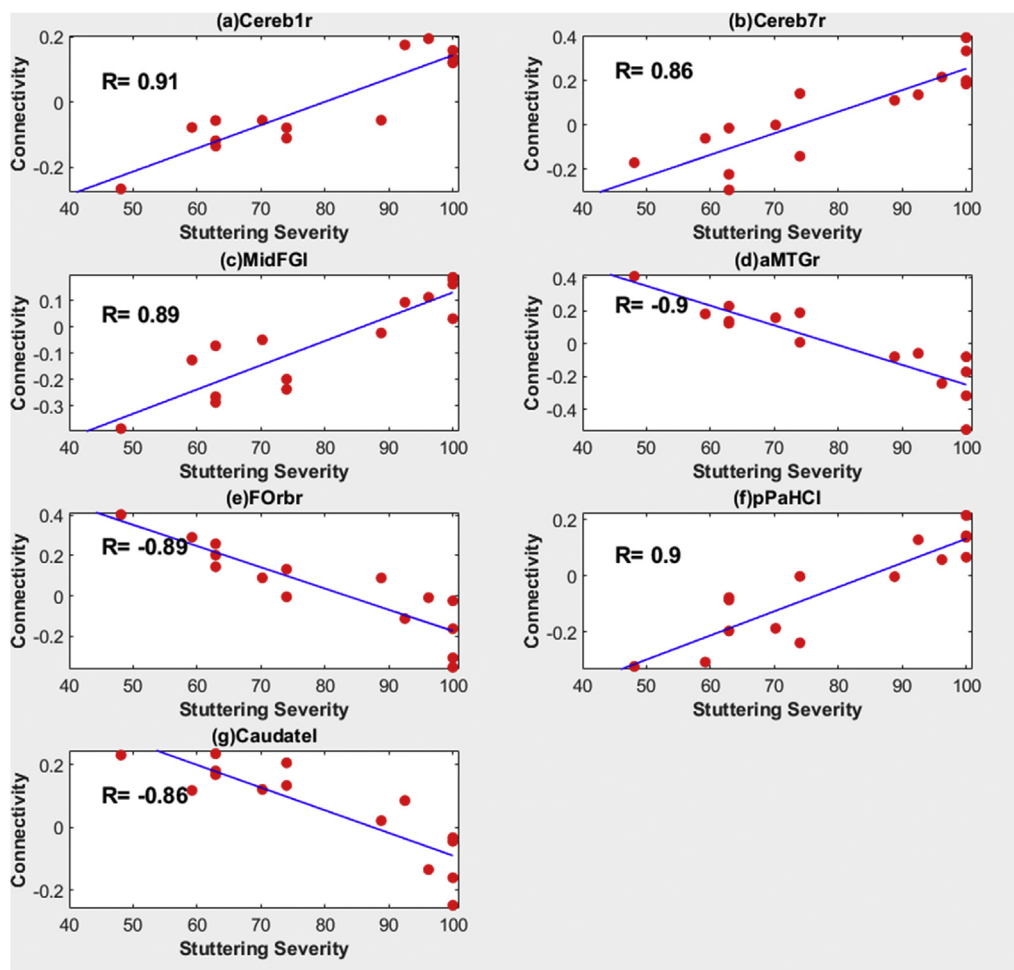 (a)Cereb1r
0.2
0
-0.2
Connectivity
R= 0.91
40 50 60 70 80 90 100
Stuttering Severity
(b)Cereb7r
0.4
0.2
0
-0.2
Connectivity
R= 0.86
40 50 60 70 80 90 100
Stuttering Severity
(c)MidFGl
0.1
0
-0.1
-0.2
-0.3
Connectivity
R= 0.89
40 50 60 70 80 90 100
Stuttering Severity
(d)aMTGr
0.4
0.2
0
-0.2
-0.4
Connectivity
R= -0.9
40 50 60 70 80 90 100
Stuttering Severity
(e)FOrbr
0.4
0.2
0
-0.2
Connectivity
R= -0.89
40 50 60 70 80 90 100
Stuttering Severity
(f)pPaHCl
0.2
0
-0.2
Connectivity
R= 0.9
40 50 60 70 80 90 100
Stuttering Severity
(g)Caudatel
0.2
0
-0.2
Connectivity
R= -0.86
40 50 60 70 80 90 100
Stuttering Severity